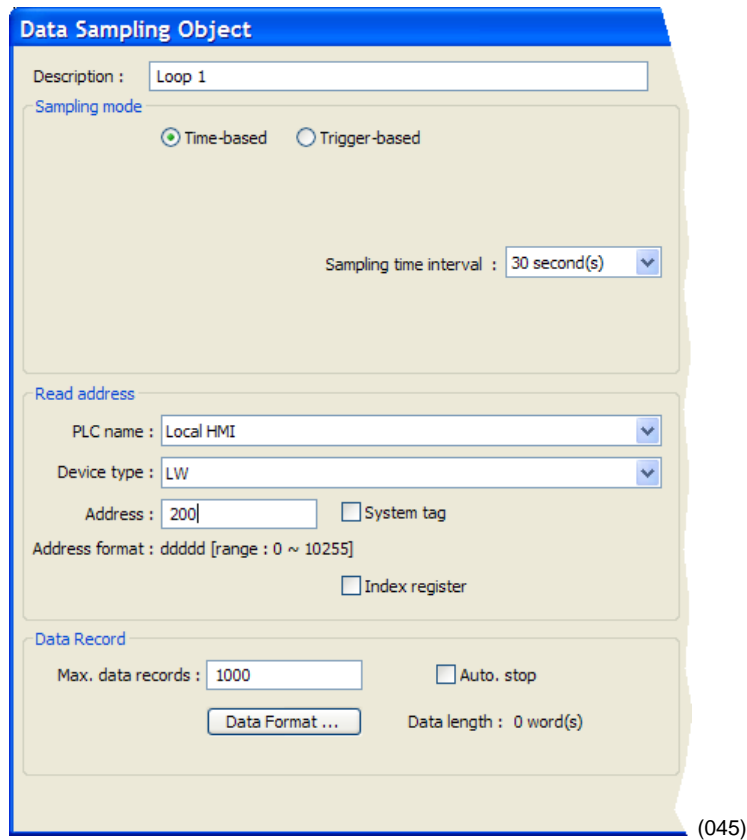 Data Sampling Object
Description : Loop 1
Sampling mode
Time-based Trigger-based
Sampling time interval : 30 second(s)
Read address
PLC name : Local HMI
Device type : LW
Address : 200 System tag
Address format : ddddd [range : 0 ~ 10255]
Index register
Data Record
Max. data records : 1000 Auto. stop
Data Format ... Data length : 0 word(s)
(045)